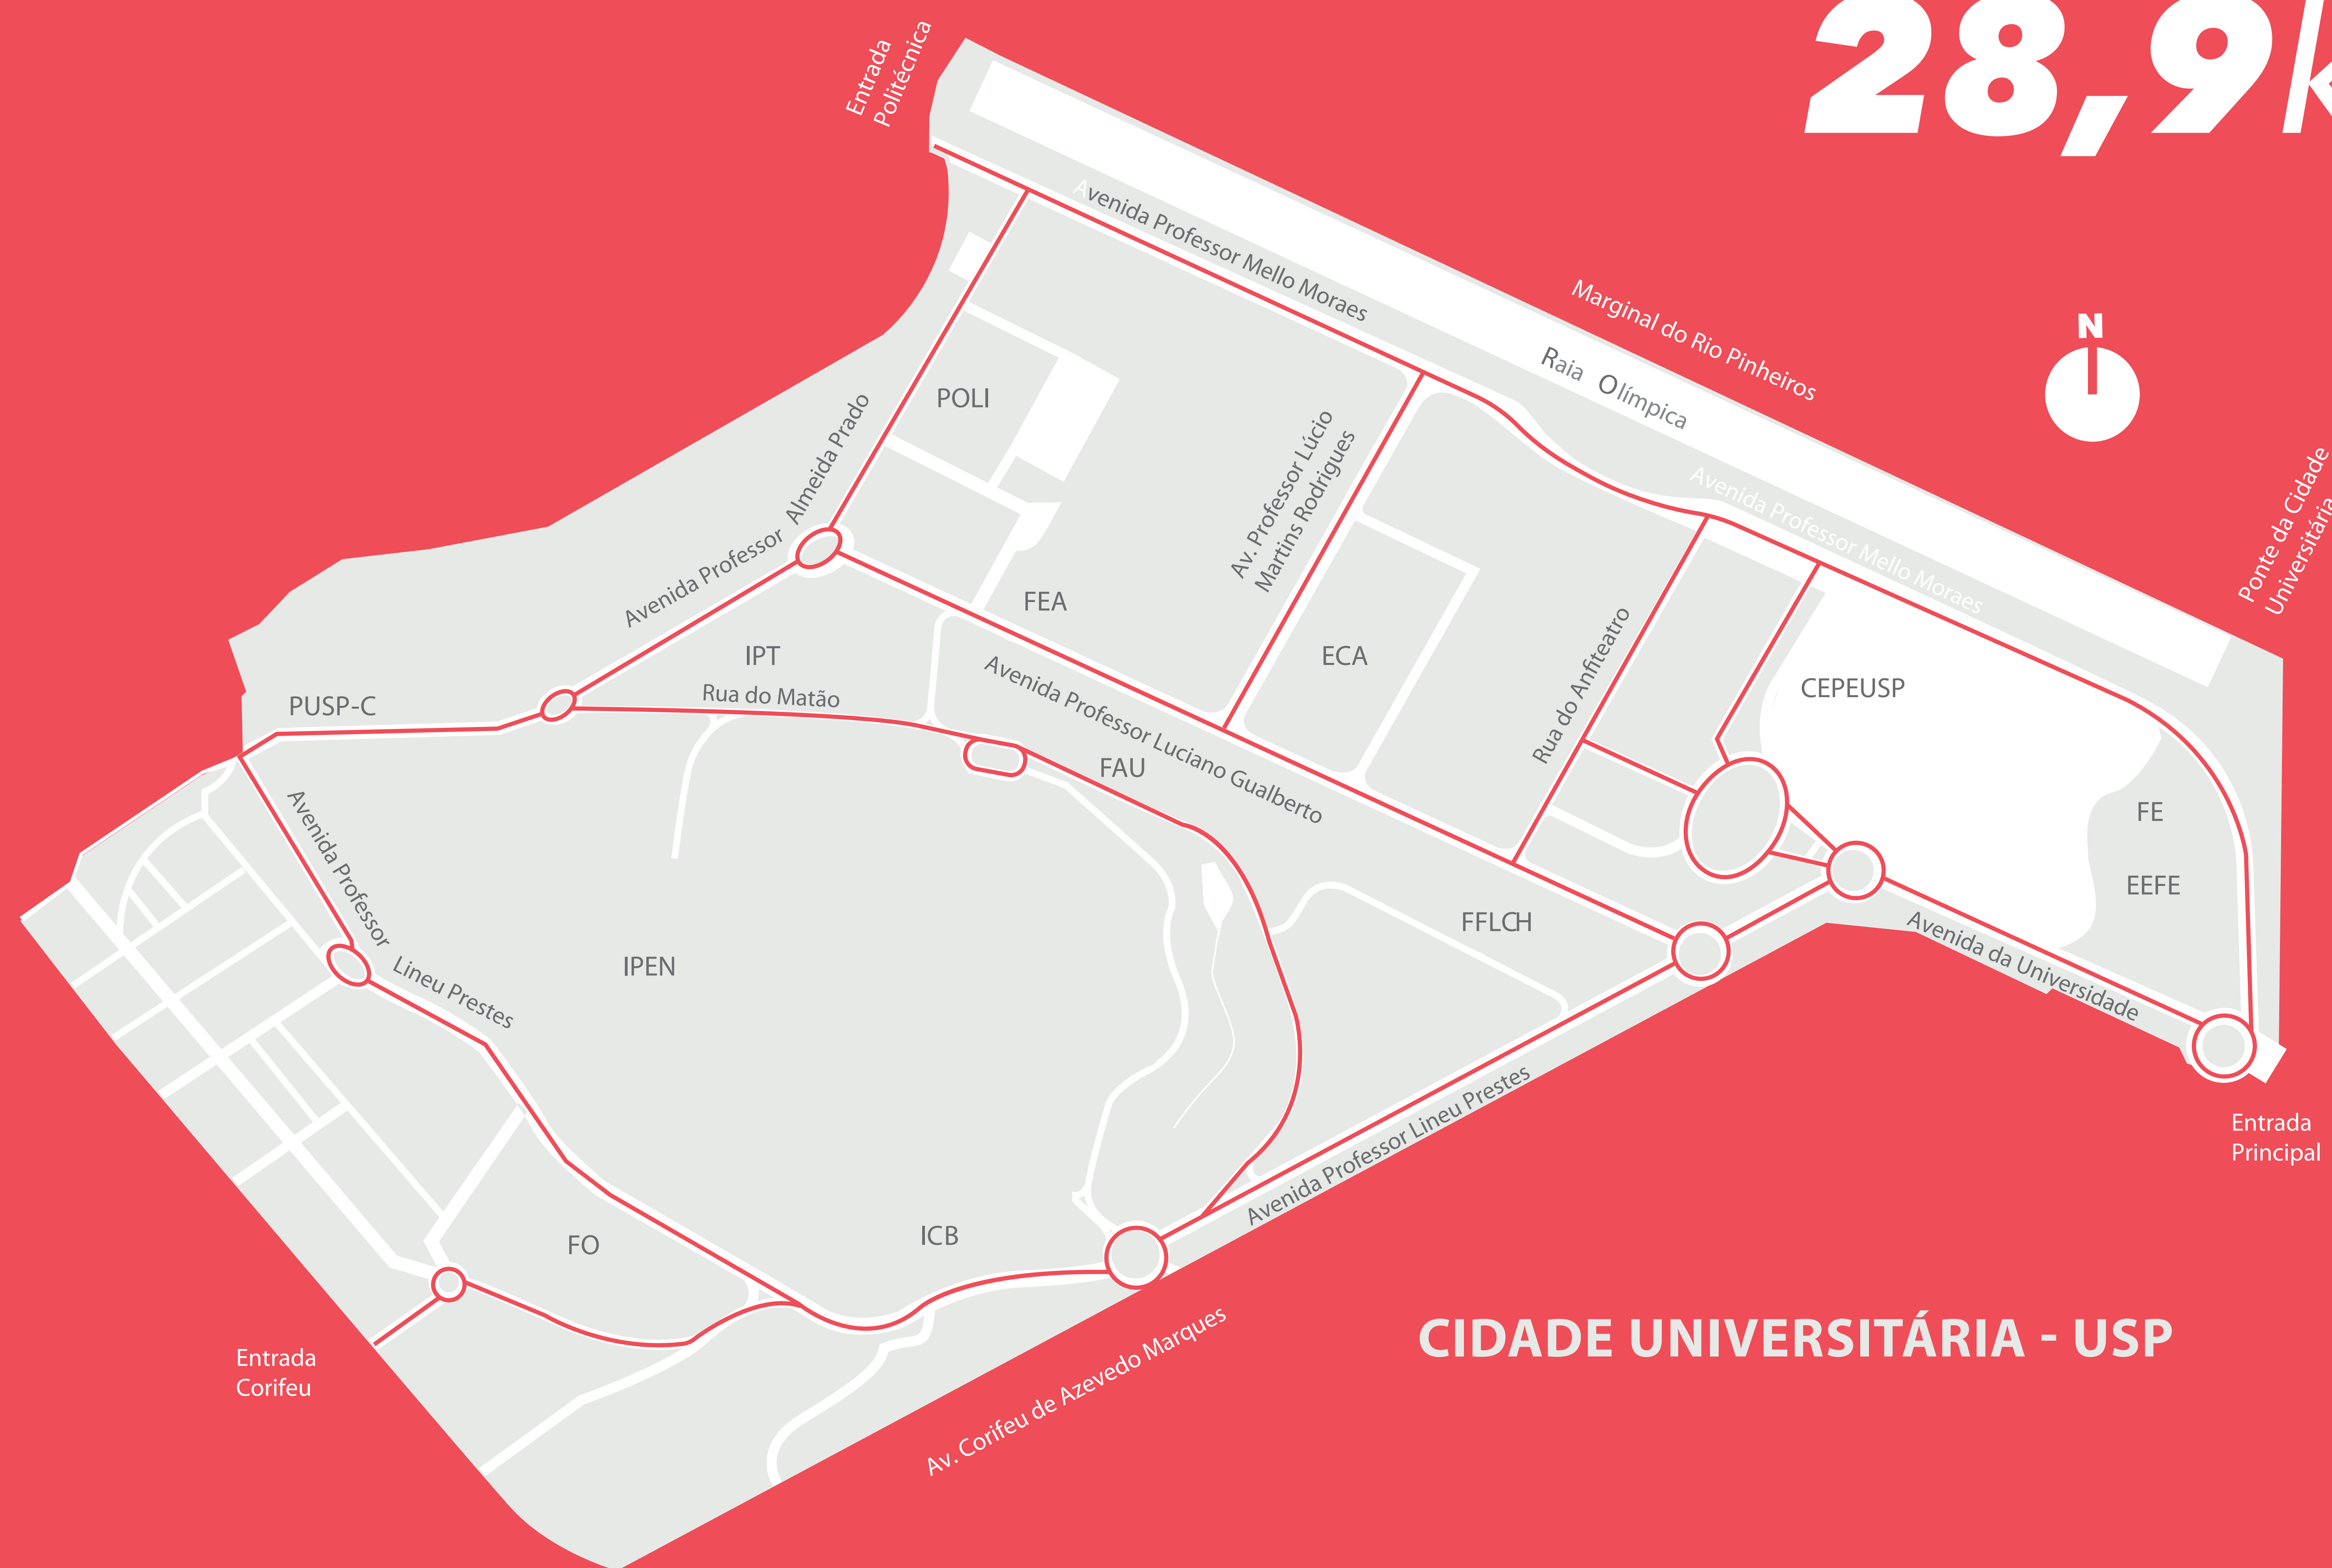 28,9k
Entrada
Politécnica
Avenida Professor Mello Moraes
Marginal do Rio Pinheiros
Raia Olímpica
N
POLI
Avenida Professor Almeida Prado
Av. Professor Lúcio
Martins Rodrigues
Avenida Professor Mello Moraes
Ponte da Cidade
Universitária
FEA
IPT
ECA
Rua do Anfiteatro
CEPEUSP
PUSP-C
Rua do Matão
Avenida Professor Luciano Gualberto
FAU
FE
EEFE
Avenida Professor Lineu Prestes
FFLCH
IPEN
Avenida da Universidade
Avenida Professor Lineu Prestes
Entrada
Principal
FO
ICB
Entrada
Corifeu
Av. Corifeu de Azevedo Marques
CIDADE UNIVERSITÁRIA - USP